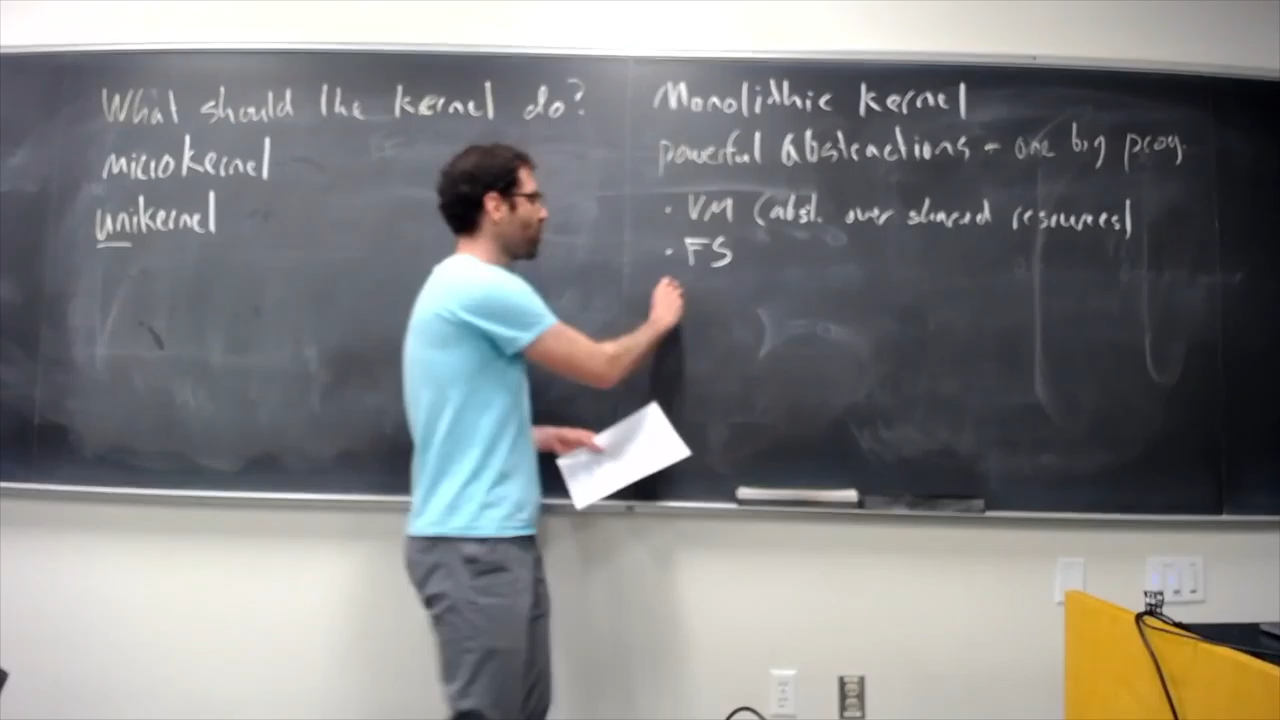 What should the kernel do?
microkernel
unikernel
Monolithic kernel
powerful abstractions - one big prog.
· VM (abst. over shared resources)
· FS